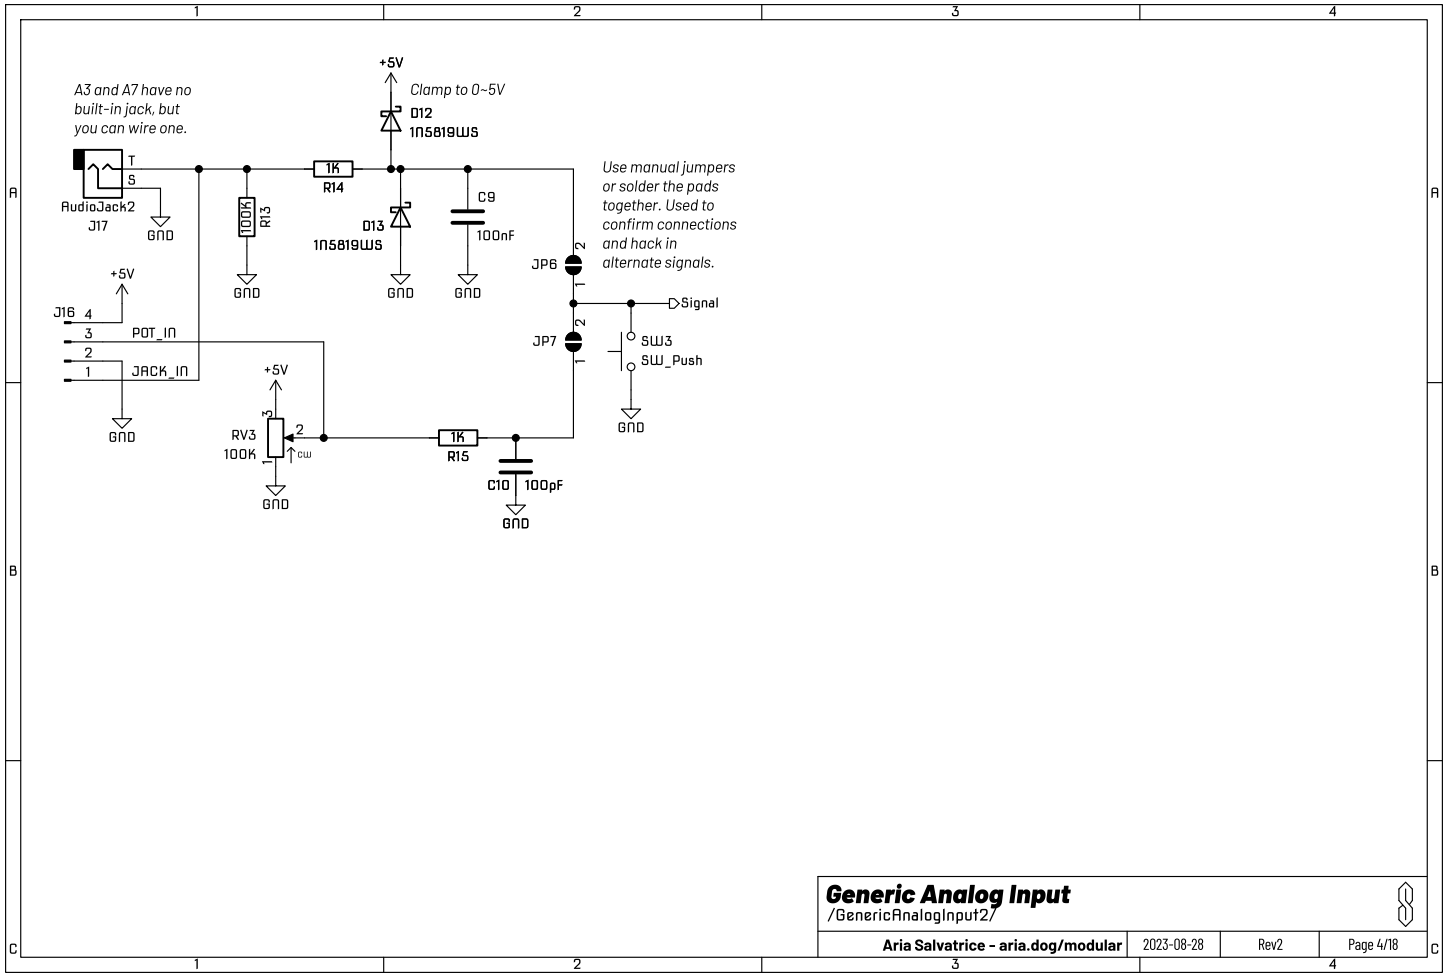 1 2 3 4
A
B
C
A
B
C
A3 and A7 have no
built-in jack, but
you can wire one.
T
S
AudioJack2
J17
GND
+5V
Clamp to 0~5V
D12
1N5819WS
1K
R14
100K
R13
GND
D13
1N5819WS
GND
C9
100nF
GND
Use manual jumpers
or solder the pads
together. Used to
confirm connections
and hack in
alternate signals.
2
JP6
1
Signal
2
JP7
1
SW3
SW_Push
GND
+5V
J16
4
3 POT_IN
2
1 JACK_IN
GND
+5V
3
RV3
100K
2
1
CW
GND
1K
R15
C10 100pF
GND
Generic Analog Input
/GenericAnalogInput2/
Aria Salvatrice - aria.dog/modular 2023-08-28 Rev2 Page 4/18
1 2 3 4